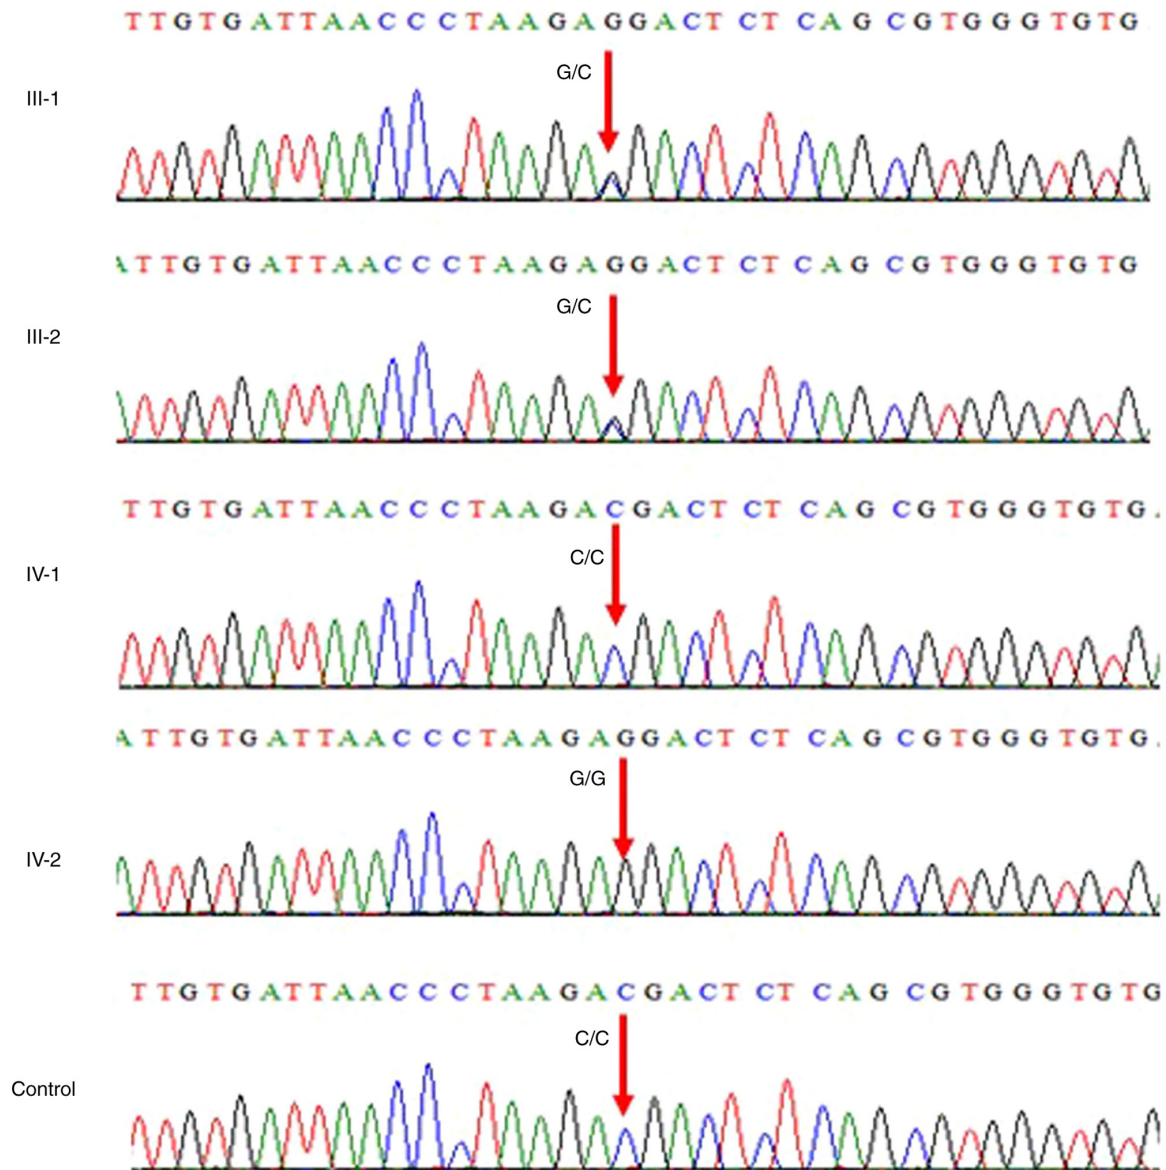 TTGTGATTAACCCTAAGAGGACTCTCAGCGTGGGTGTG
G/C
III-1
ATTGTGATTAACCCTAAGAGGACTCTCAGCGTGGGTGTG
G/C
III-2
TTGTGATTAACCCTAAGACGACTCTCAGCGTGGGTGTG
C/C
IV-1
ATTGTGATTAACCCTAAGAGGACTCTCAGCGTGGGTGTG
G/G
IV-2
TTGTGATTAACCCTAAGACGACTCTCAGCGTGGGTGTG
C/C
Control